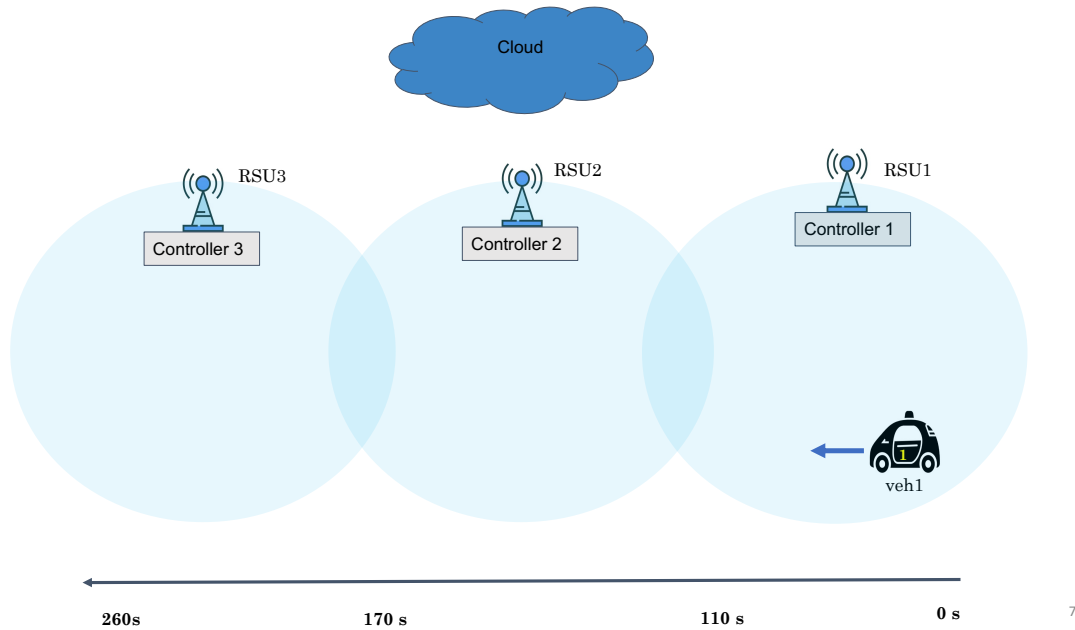 Cloud
RSU3
RSU2
RSU1
Controller 3
Controller 2
Controller 1
1
veh1
260s
170 s
110 s
0 s
7